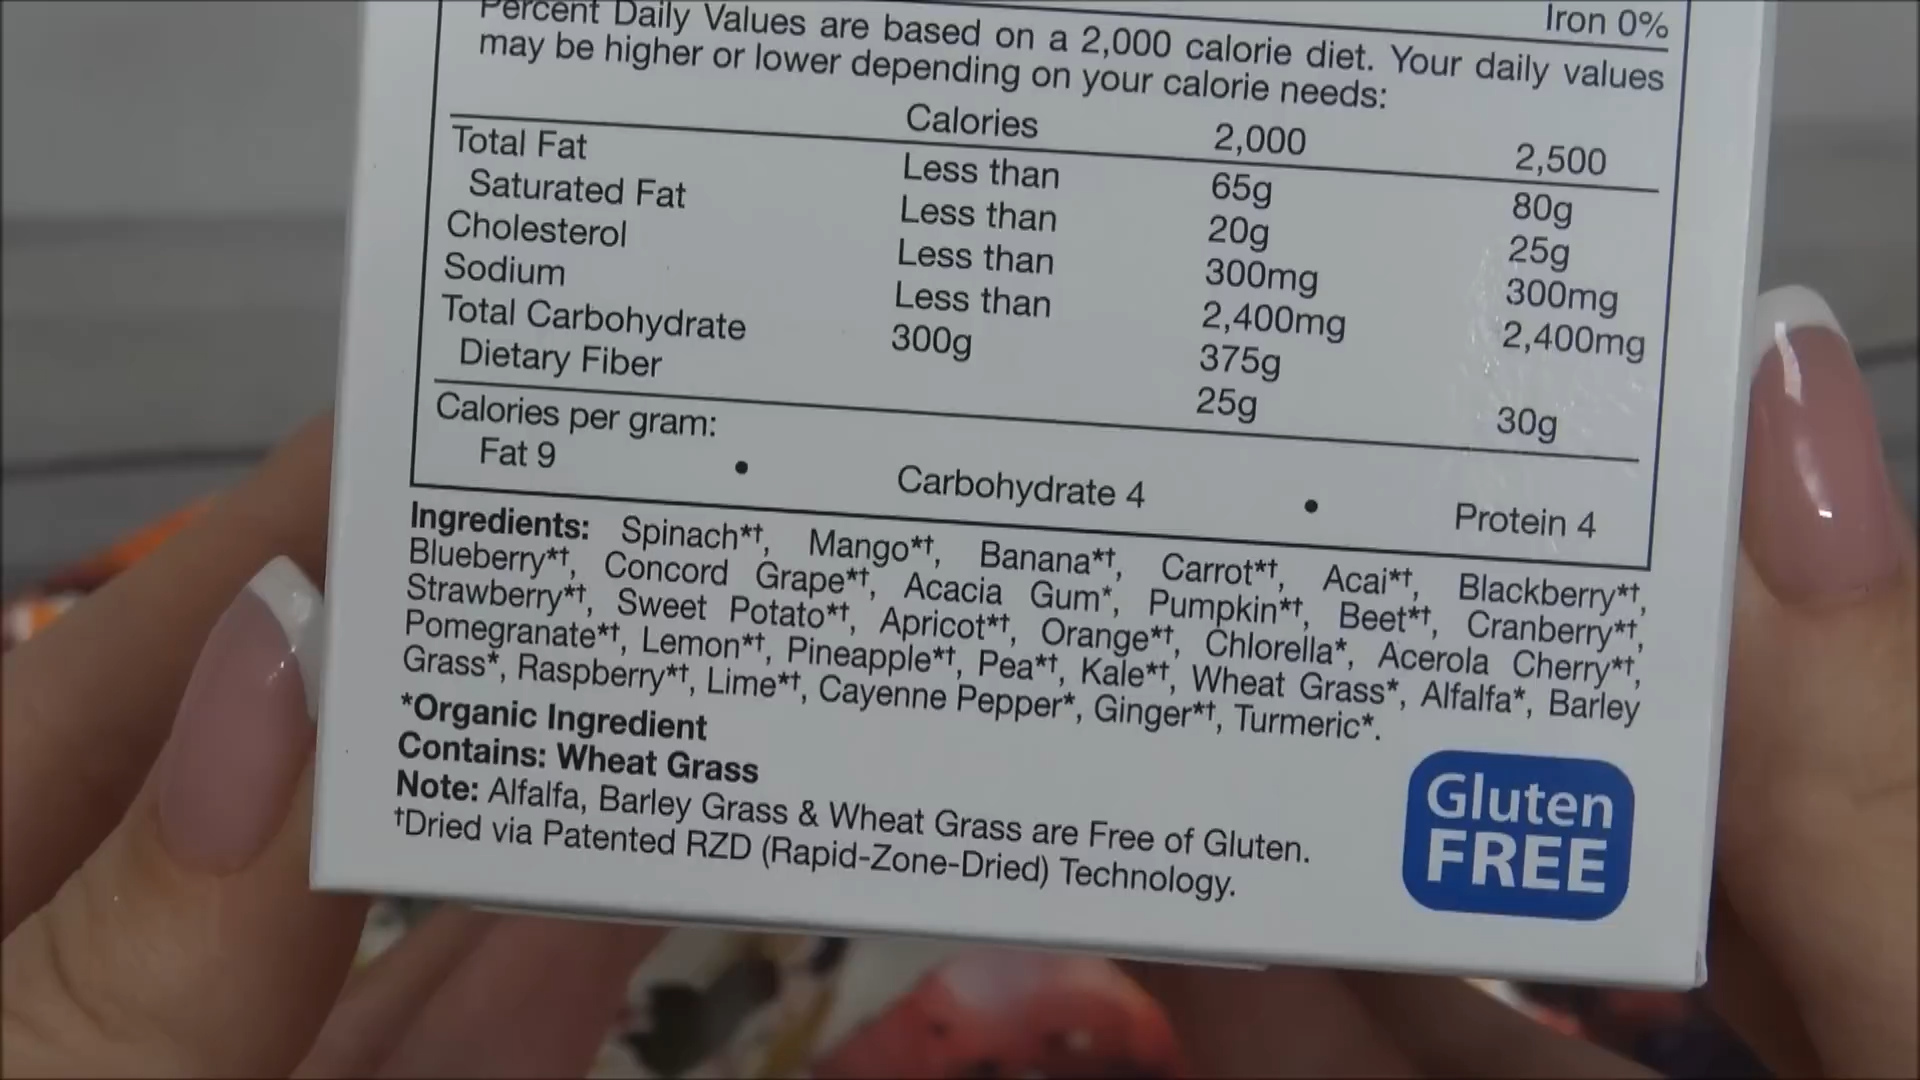 Iron 0%
Percent Daily Values are based on a 2,000 calorie diet. Your daily values
may be higher or lower depending on your calorie needs:
Calories 2,000 2,500
Total Fat Less than 65g 80g
Saturated Fat Less than 20g 25g
Cholesterol Less than 300mg 300mg
Sodium Less than 2,400mg 2,400mg
Total Carbohydrate 300g 375g
Dietary Fiber 25g 30g
Calories per gram:
Fat 9 • Carbohydrate 4 • Protein 4
Ingredients: Spinach*†, Mango*†, Banana*†, Carrot*†, Acai*†, Blackberry*†,
Blueberry*†, Concord Grape*†, Acacia Gum*, Pumpkin*†, Beet*†, Cranberry*†,
Strawberry*†, Sweet Potato*†, Apricot*†, Orange*†, Chlorella*, Acerola Cherry*†,
Pomegranate*†, Lemon*†, Pineapple*†, Pea*†, Kale*†, Wheat Grass*, Alfalfa*, Barley
Grass*, Raspberry*†, Lime*†, Cayenne Pepper*, Ginger*†, Turmeric*.
*Organic Ingredient
Contains: Wheat Grass
Note: Alfalfa, Barley Grass & Wheat Grass are Free of Gluten.
†Dried via Patented RZD (Rapid-Zone-Dried) Technology.
Gluten
FREE